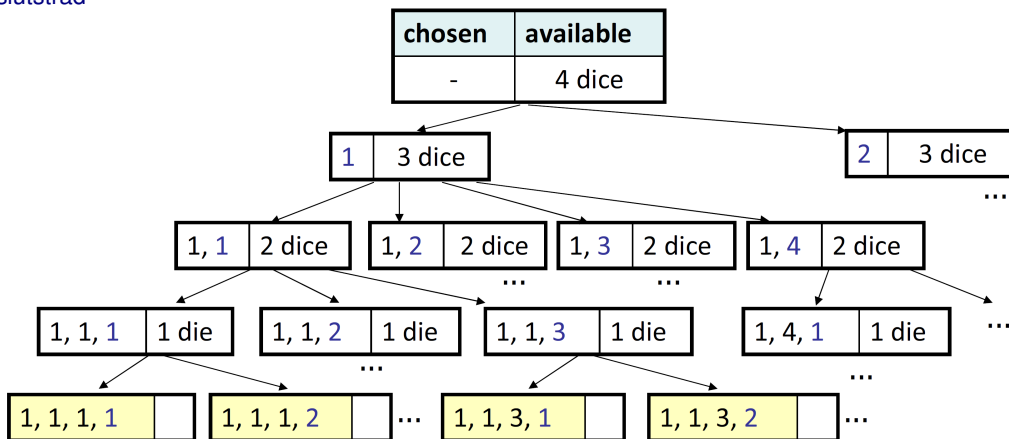 chosen available
- 4 dice
1 3 dice
2 3 dice
...
1, 1 2 dice
1, 2 2 dice
1, 3 2 dice
1, 4 2 dice
...
...
1, 1, 1 1 die
1, 1, 2 1 die
1, 1, 3 1 die
1, 4, 1 1 die
...
...
...
1, 1, 1, 1
1, 1, 1, 2
...
1, 1, 3, 1
1, 1, 3, 2
...